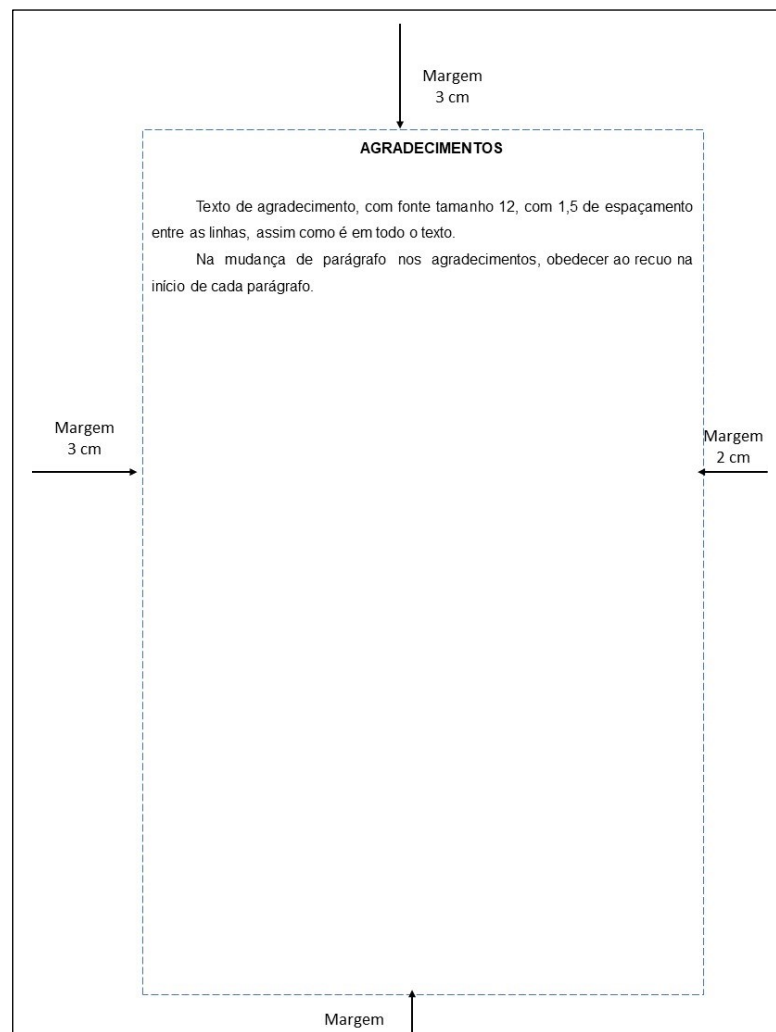 Margem
3 cm
AGRADECIMENTOS
Texto de agradecimento, com fonte tamanho 12, com 1,5 de espaçamento
entre as linhas, assim como é em todo o texto.
Na mudança de parágrafo nos agradecimentos, obedecer ao recuo na
início de cada parágrafo.
Margem
3 cm
Margem
2 cm
Margem